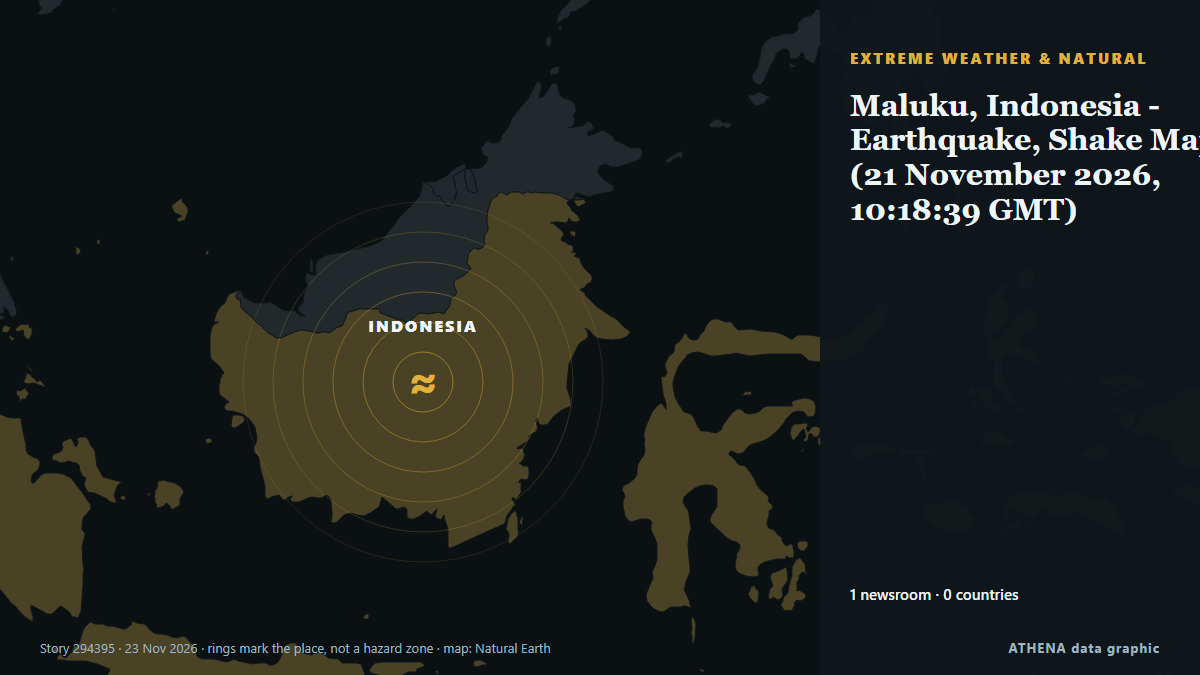 EXTREME WEATHER & NATURAL
Maluku, Indonesia -
Earthquake, Shake Ma
(21 November 2026,
10:18:39 GMT)
INDONESIA
1 newsroom · 0 countries
Story 294395 · 23 Nov 2026 · rings mark the place, not a hazard zone · map: Natural Earth
ATHENA data graphic